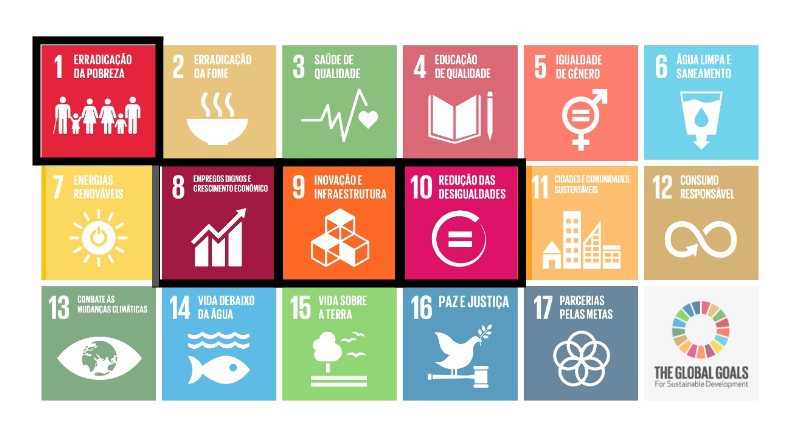 1 ERRADICAÇÃO
DA POBREZA
2 ERRADICAÇÃO
DA FOME
3 SAÚDE DE
QUALIDADE
4 EDUCAÇÃO
DE QUALIDADE
5 IGUALDADE
DE GÊNERO
6 ÁGUA LIMPA E
SANEAMENTO
7 ENERGIAS
RENOVÁVEIS
8 EMPREGOS DIGNOS E
CRESCIMENTO ECONÔMICO
9 INOVAÇÃO E
INFRAESTRUTURA
10 REDUÇÃO DAS
DESIGUALDADES
11 CIDADES E COMUNIDADES
SUSTENTÁVEIS
12 CONSUMO
RESPONSÁVEL
13 COMBATE ÀS
MUDANÇAS CLIMÁTICAS
14 VIDA DEBAIXO
DA ÁGUA
15 VIDA SOBRE
A TERRA
16 PAZ E JUSTIÇA
17 PARCERIAS
PELAS METAS
THE GLOBAL GOALS
For Sustainable Development